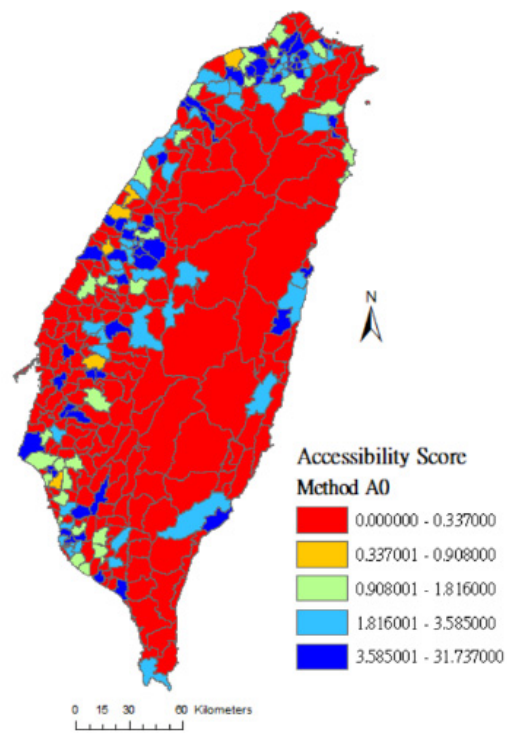 N
Accessibility Score
Method A0
0.000000 - 0.337000
0.337001 - 0.908000
0.908001 - 1.816000
1.816001 - 3.585000
3.585001 - 31.737000
0 15 30 60 Kilometers